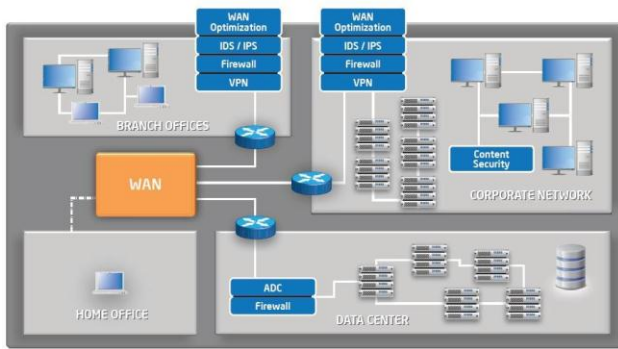 WAN
Optimization
IDS / IPS
Firewall
VPN
WAN
Optimization
IDS / IPS
Firewall
VPN
BRANCH OFFICES
Content
Security
CORPORATE NETWORK
WAN
HOME OFFICE
ADC
Firewall
DATA CENTER